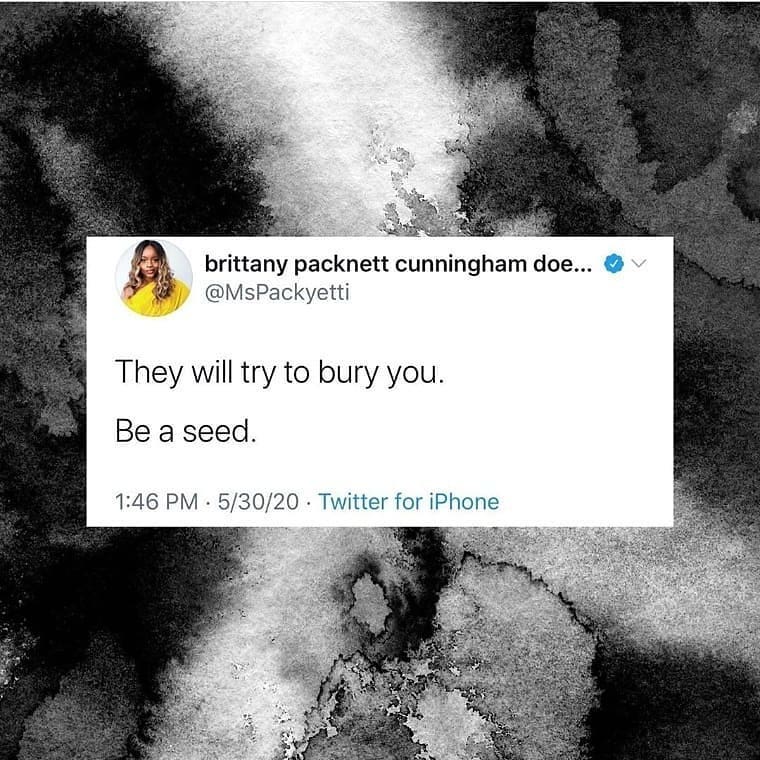 brittany packnett cunningham doe...
@MsPackyetti
They will try to bury you.
Be a seed.
1:46 PM · 5/30/20 · Twitter for iPhone